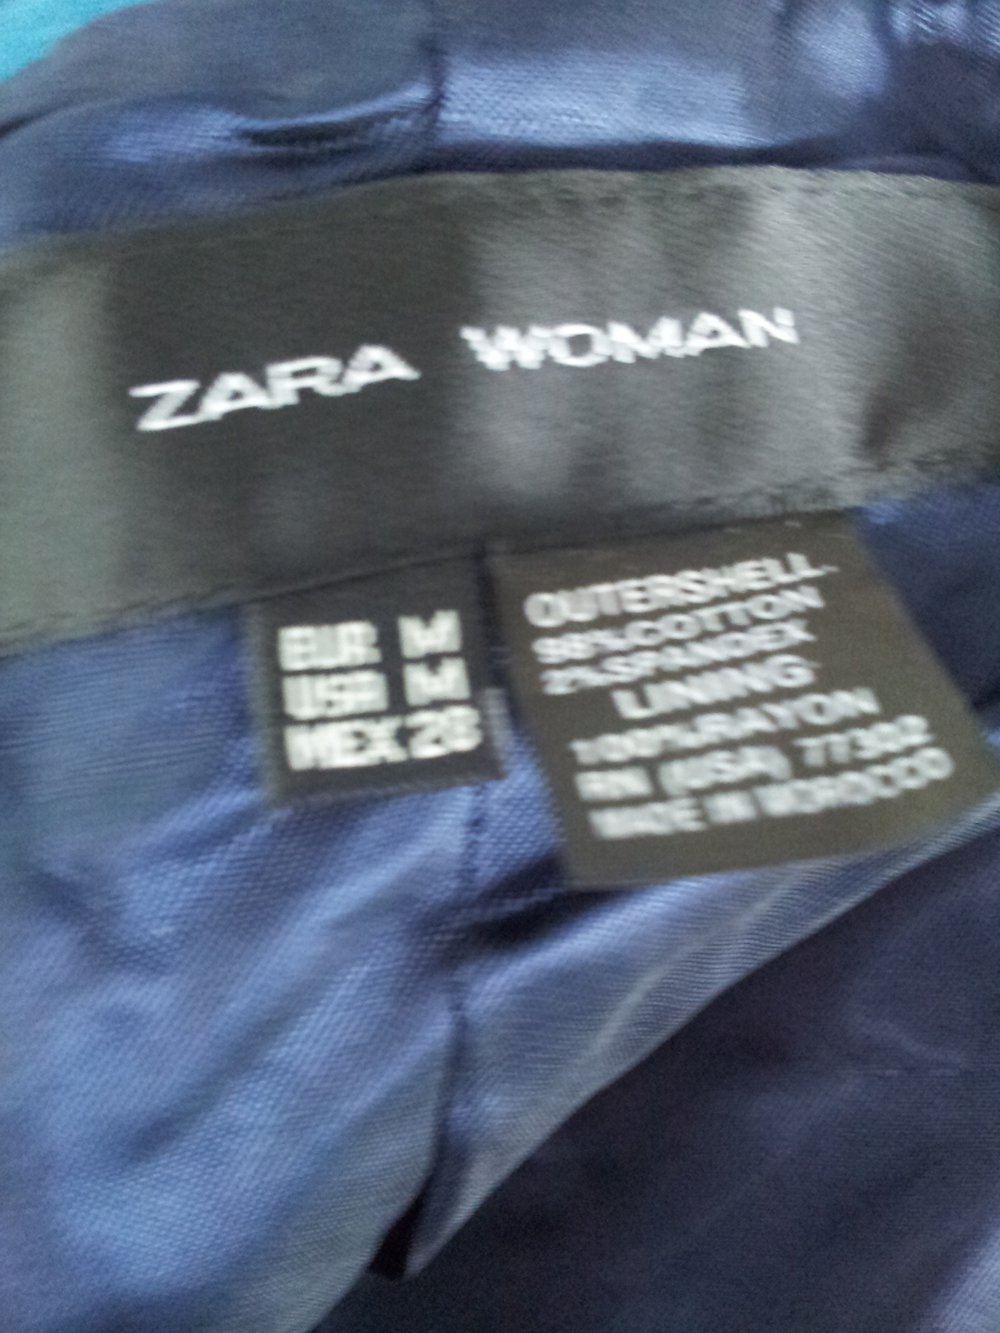 ZARA WOMAN
EUR M
USA M
MEX 28
OUTERSHELL
98%COTTON
2%SPANDEX
LINING
100%RAYON
RN (USA) 77302
MADE IN MOROCCO